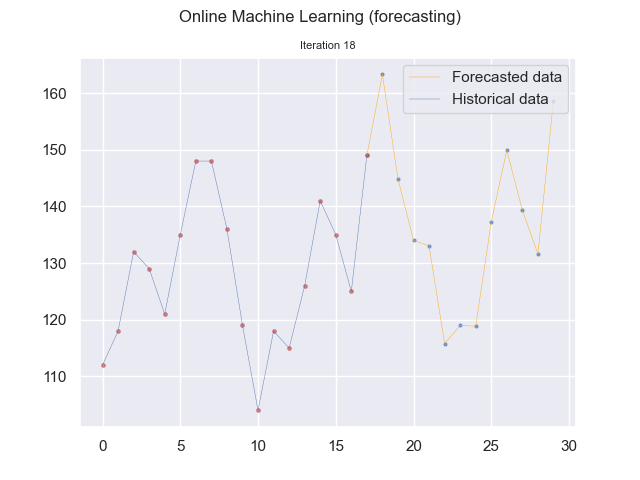 Online Machine Learning (forecasting)
Iteration 18
Forecasted data
Historical data
160
150
140
130
120
110
0 5 10 15 20 25 30